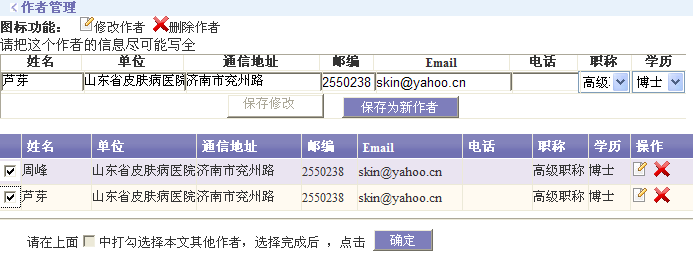 作者管理
图标功能： 修改作者 删除作者
请把这个作者的信息尽可能写全
姓名 单位 通信地址 邮编 Email 电话 职称 学历
芦芽 山东省皮肤病医院 济南市兖州路 2550238 skin@yahoo.cn 高级 博士
保存修改 保存为新作者
姓名 单位 通信地址 邮编 Email 电话 职称 学历 操作
周峰 山东省皮肤病医院 济南市兖州路 2550238 skin@yahoo.cn 高级职称 博士
芦芽 山东省皮肤病医院 济南市兖州路 2550238 skin@yahoo.cn 高级职称 博士
请在上面 中打勾选择本文其他作者，选择完成后 ，点击 确定